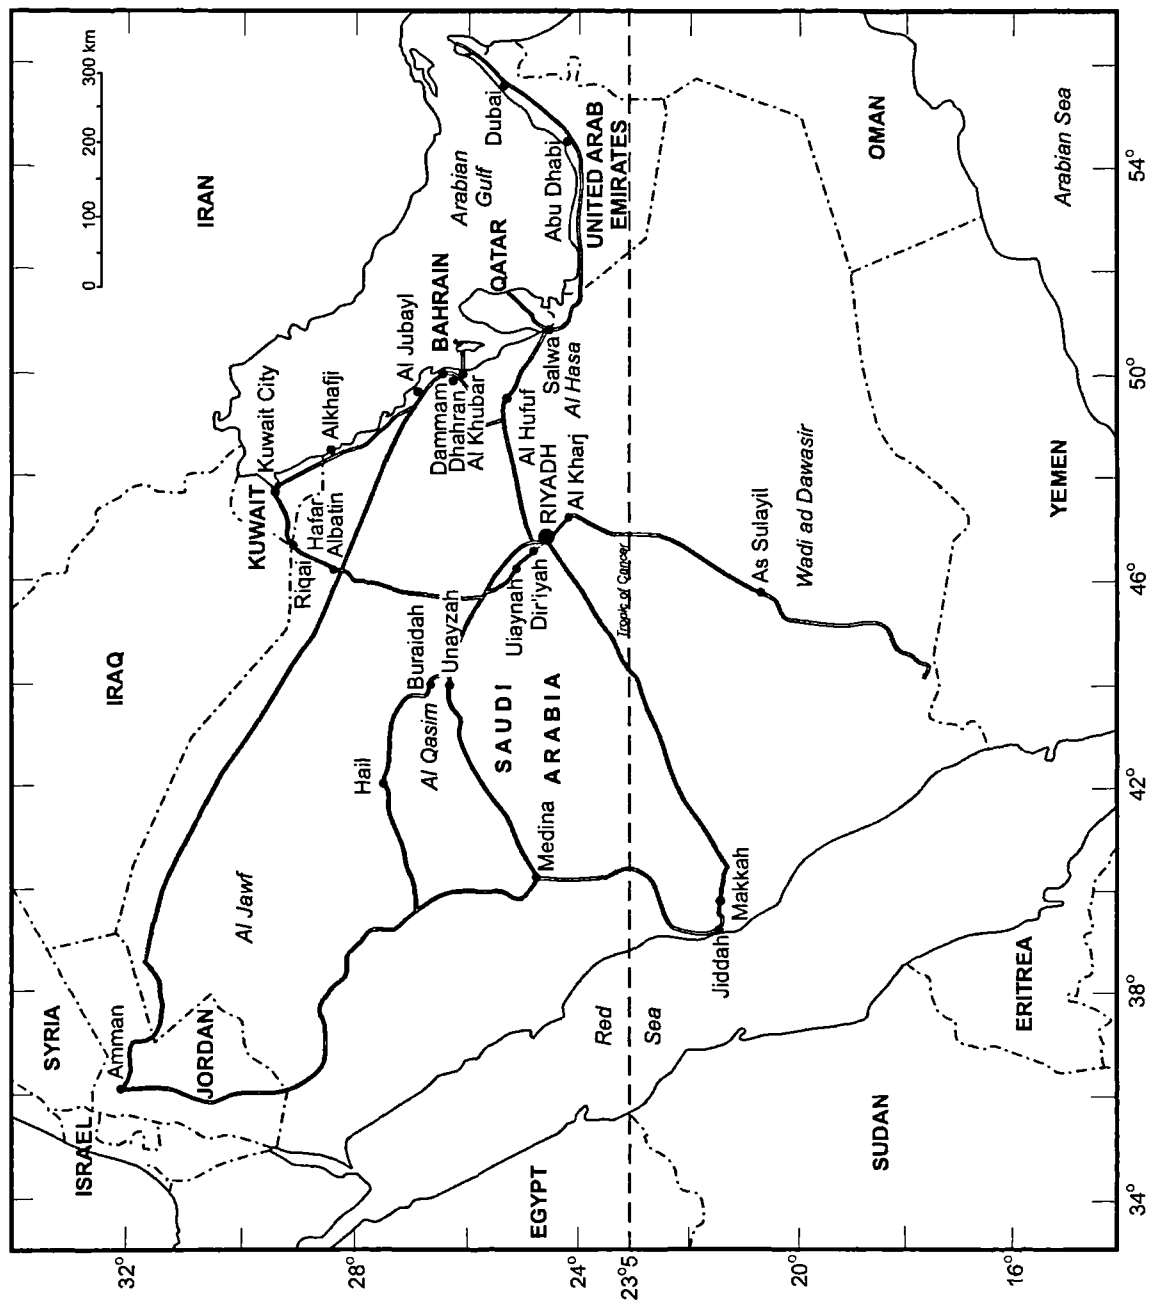 ISRAEL
SYRIA
Amman
0 100 200 300 km
32°
IRAQ
JORDAN
IRAN
Al Jawf
KUWAIT
Kuwait City
Riqai
Hafar
Albatin
Alkhafji
28°
Hail
Al Jubayl
Buraidah
Al Qasim
Unayzah
Dammam
Dhahran
Al Khubar
BAHRAIN
Arabian
Gulf
QATAR
Dubai
SAUDI
ARABIA
Uiaynah
Dir'iyah
Al Hufuf
EGYPT
Medina
RIYADH
Salwa
Abu Dhabi
24°
Al Kharj
Al Hasa
UNITED ARAB
EMIRATES
Red
Sea
23°5
Tropic of Cancer
Jiddah
Makkah
As Sulayil
Wadi ad Dawasir
20°
SUDAN
OMAN
ERITREA
16°
YEMEN
Arabian Sea
34° 38° 42° 46° 50° 54°